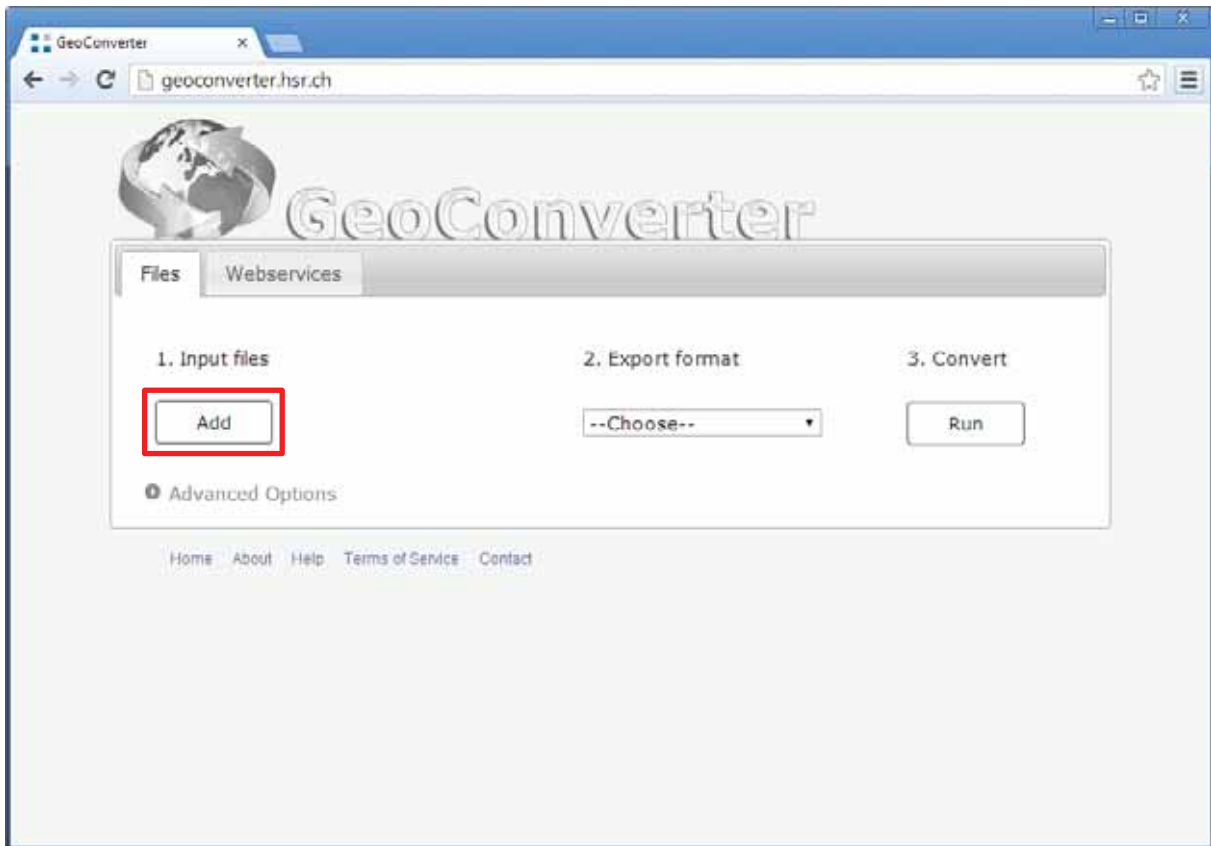 GeoConverter
geoconverter.hsr.ch
GeoConverter
Files Webservices
1. Input files 2. Export format 3. Convert
Add --Choose-- Run
Advanced Options
Home About Help Terms of Service Contact